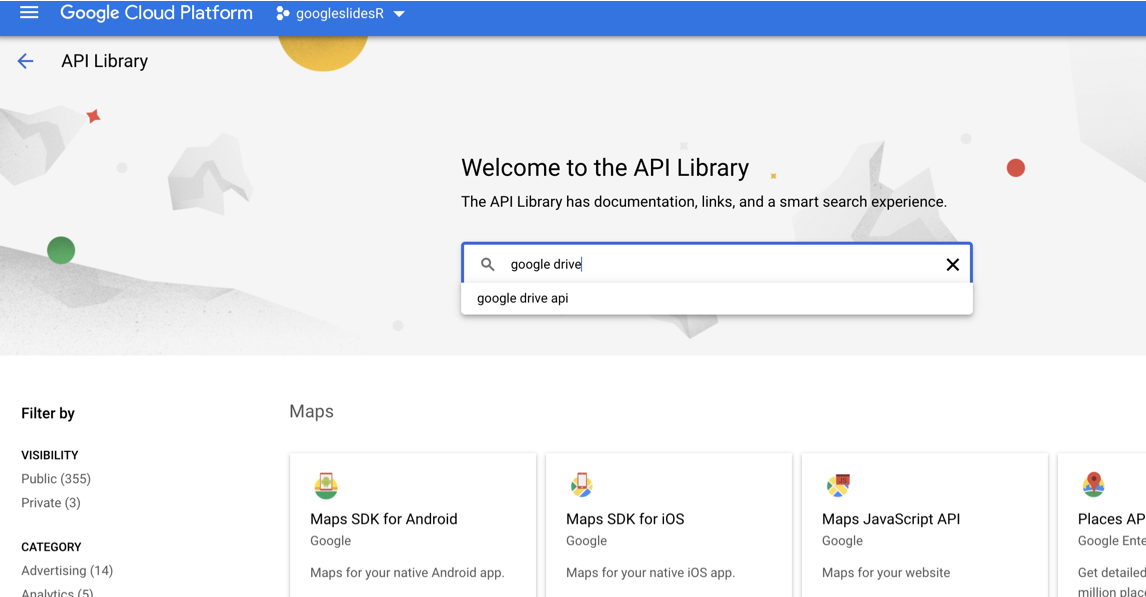 Google Cloud Platform googleslidesR
API Library
Welcome to the API Library
The API Library has documentation, links, and a smart search experience.
google drive
google drive api
Filter by
VISIBILITY
Public (355)
Private (3)
CATEGORY
Advertising (14)
Analytics (5)
Maps
Maps SDK for Android
Google
Maps for your native Android app.
Maps SDK for iOS
Google
Maps for your native iOS app.
Maps JavaScript API
Google
Maps for your website
Places AP
Google Ente
Get detailed
million plac